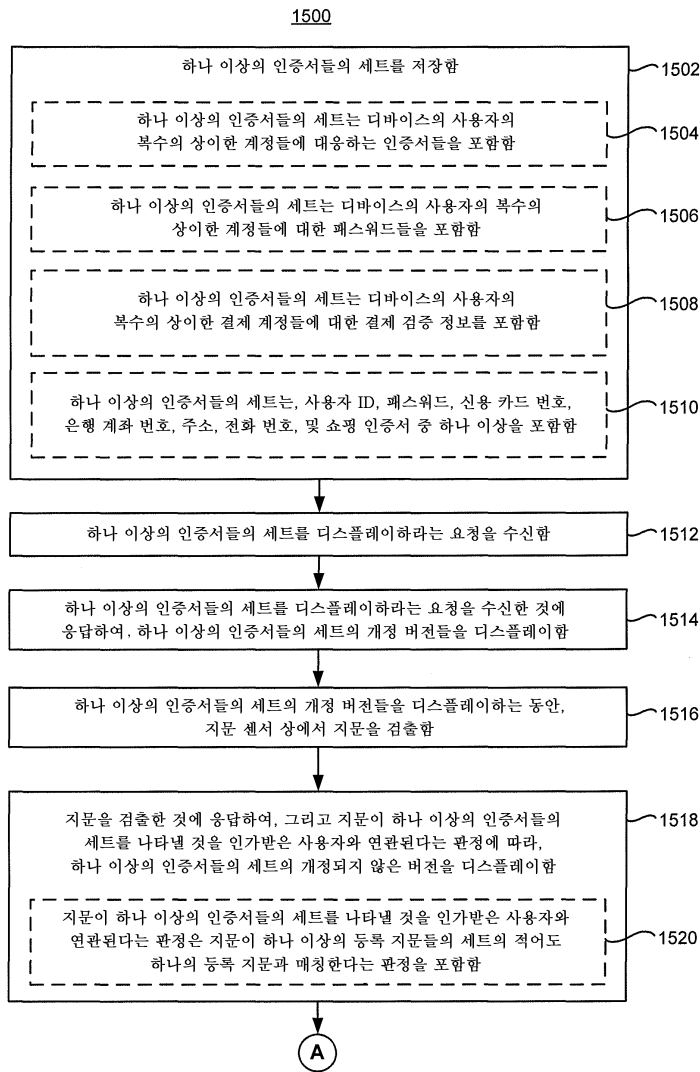 1500
하나 이상의 인증서들의 세트를 저장함
1502
하나 이상의 인증서들의 세트는 디바이스의 사용자의
복수의 상이한 계정들에 대응하는 인증서들을 포함함
1504
하나 이상의 인증서들의 세트는 디바이스의 사용자의 복수의
상이한 계정들에 대한 패스워드들을 포함함
1506
하나 이상의 인증서들의 세트는 디바이스의 사용자의
복수의 상이한 결제 계정들에 대한 결제 검증 정보를 포함함
1508
하나 이상의 인증서들의 세트는, 사용자 ID, 패스워드, 신용 카드 번호,
은행 계좌 번호, 주소, 전화 번호, 및 쇼핑 인증서 중 하나 이상을 포함함
1510
하나 이상의 인증서들의 세트를 디스플레이하라는 요청을 수신함
1512
하나 이상의 인증서들의 세트를 디스플레이하라는 요청을 수신한 것에
응답하여, 하나 이상의 인증서들의 세트의 개정 버전들을 디스플레이함
1514
하나 이상의 인증서들의 세트의 개정 버전들을 디스플레이하는 동안,
지문 센서 상에서 지문을 검출함
1516
지문을 검출한 것에 응답하여, 그리고 지문이 하나 이상의 인증서들의
세트를 나타낼 것을 인가받은 사용자와 연관된다는 판정에 따라,
하나 이상의 인증서들의 세트의 개정되지 않은 버전을 디스플레이함
1518
지문이 하나 이상의 인증서들의 세트를 나타낼 것을 인가받은 사용자와
연관된다는 판정은 지문이 하나 이상의 등록 지문들의 세트의 적어도
하나의 등록 지문과 매칭한다는 판정을 포함함
1520
A